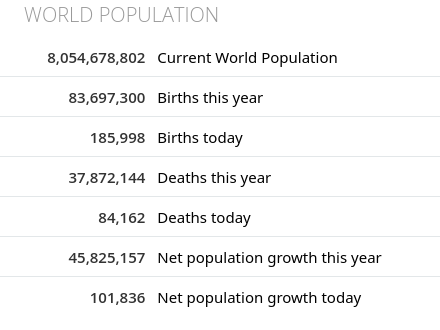 WORLD POPULATION
8,054,678,802 Current World Population
83,697,300 Births this year
185,998 Births today
37,872,144 Deaths this year
84,162 Deaths today
45,825,157 Net population growth this year
101,836 Net population growth today